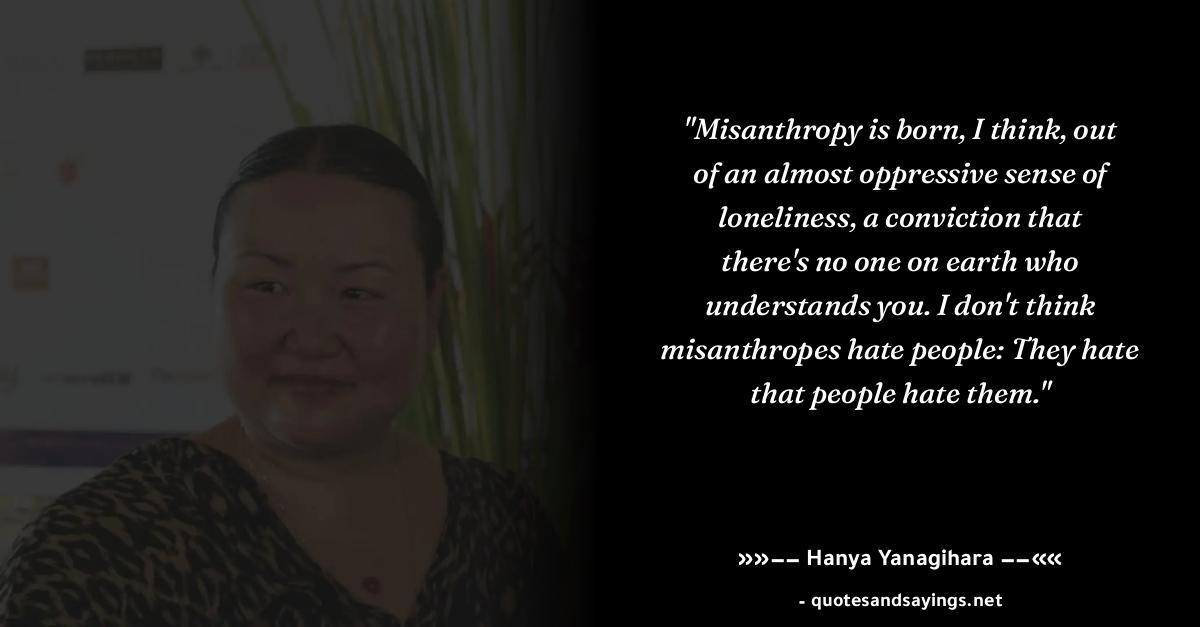 "Misanthropy is born, I think, out
of an almost oppressive sense of
loneliness, a conviction that
there's no one on earth who
understands you. I don't think
misanthropes hate people: They hate
that people hate them."
»»–– Hanya Yanagihara ––««
- quotesandsayings.net